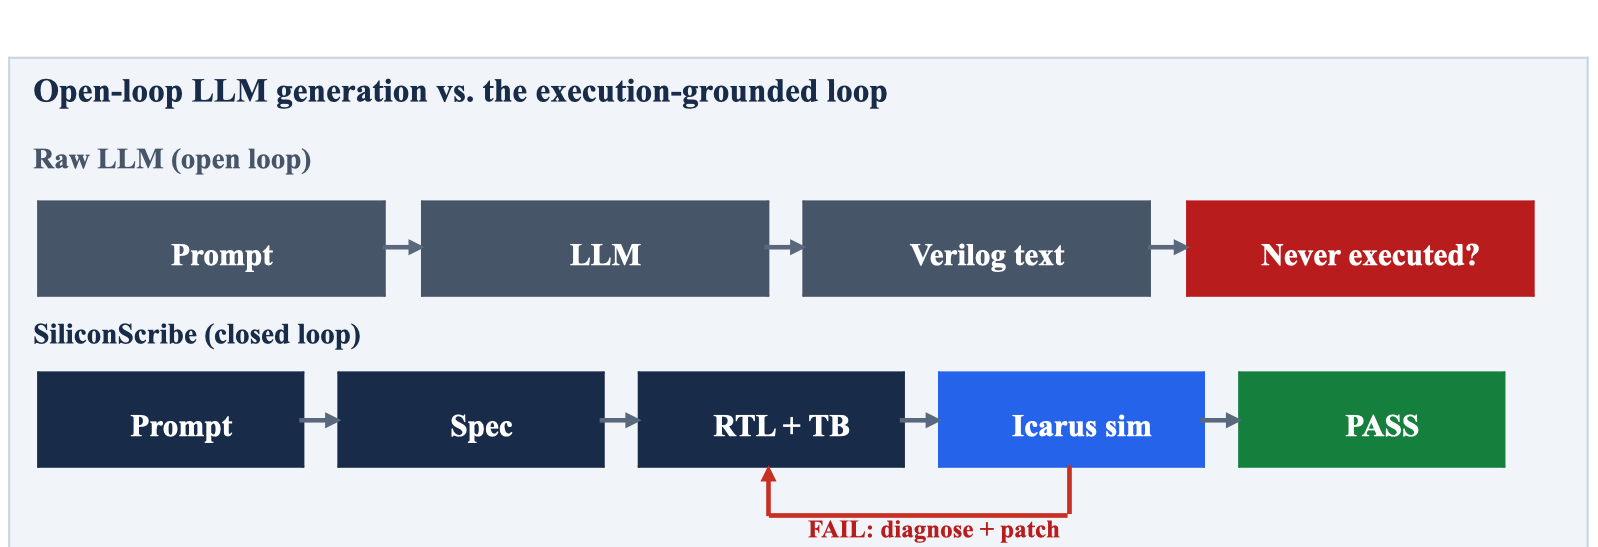 Open-loop LLM generation vs. the execution-grounded loop
Raw LLM (open loop)
Prompt
LLM
Verilog text
Never executed?
SiliconScribe (closed loop)
Prompt
Spec
RTL + TB
Icarus sim
PASS
FAIL: diagnose + patch